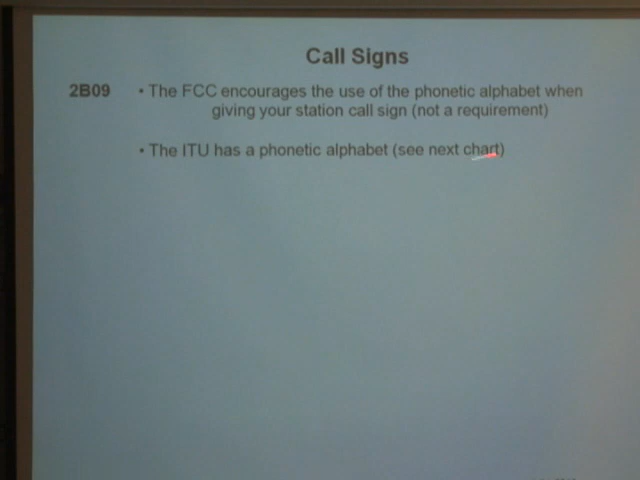 Call Signs
2B09 • The FCC encourages the use of the phonetic alphabet when
giving your station call sign (not a requirement)
• The ITU has a phonetic alphabet (see next chart)